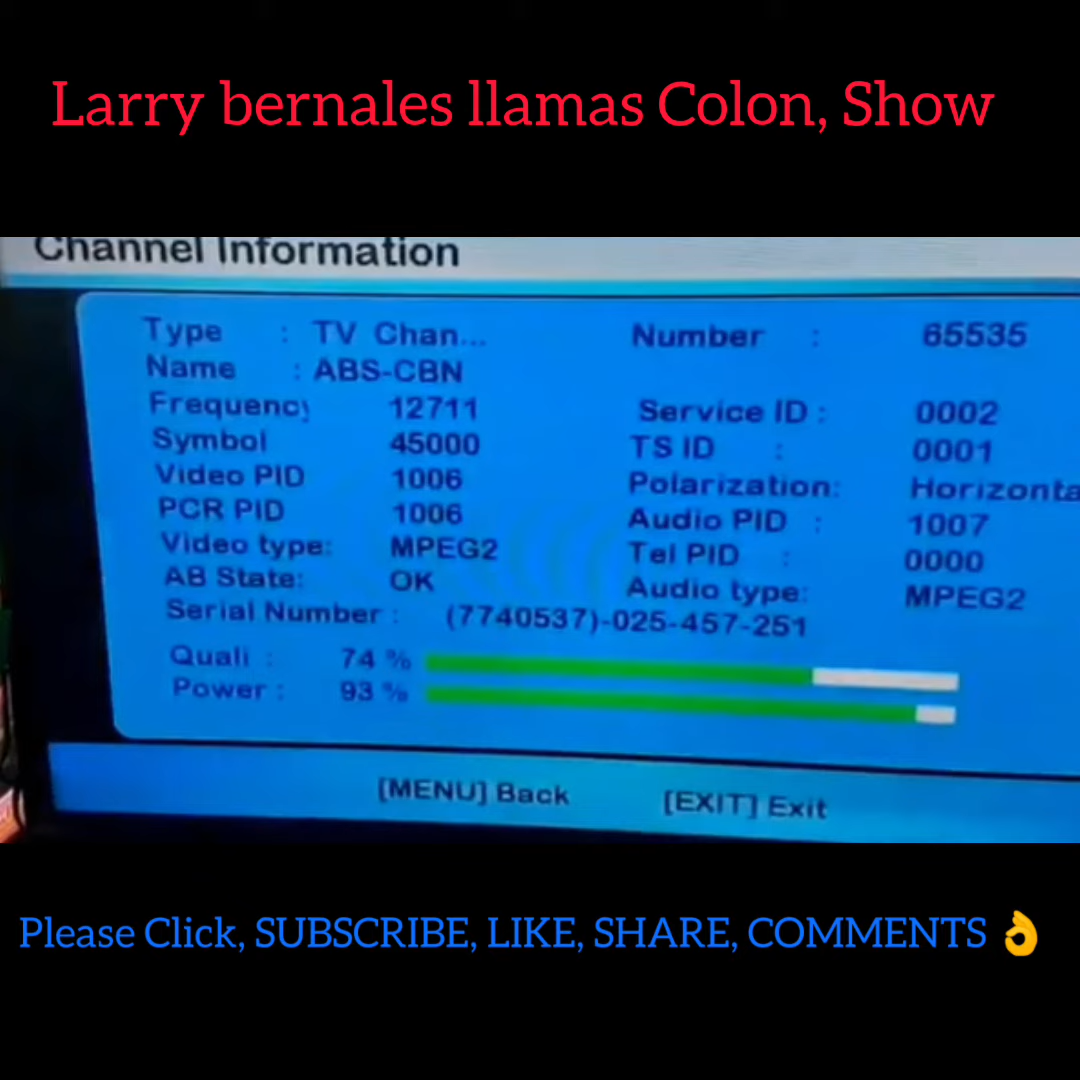 Larry bernales llamas Colon, Show
Channel Information
Type : TV Chan... Number : 65535
Name : ABS-CBN
Frequency 12711 Service ID : 0002
Symbol 45000 TS ID : 0001
Video PID 1006 Polarization: Horizonta
PCR PID 1006 Audio PID : 1007
Video type: MPEG2 Tel PID : 0000
AB State: OK Audio type: MPEG2
Serial Number : (7740537)-025-457-251
Quali : 74 %
Power : 93 %
[MENU] Back [EXIT] Exit
Please Click, SUBSCRIBE, LIKE, SHARE, COMMENTS 👌